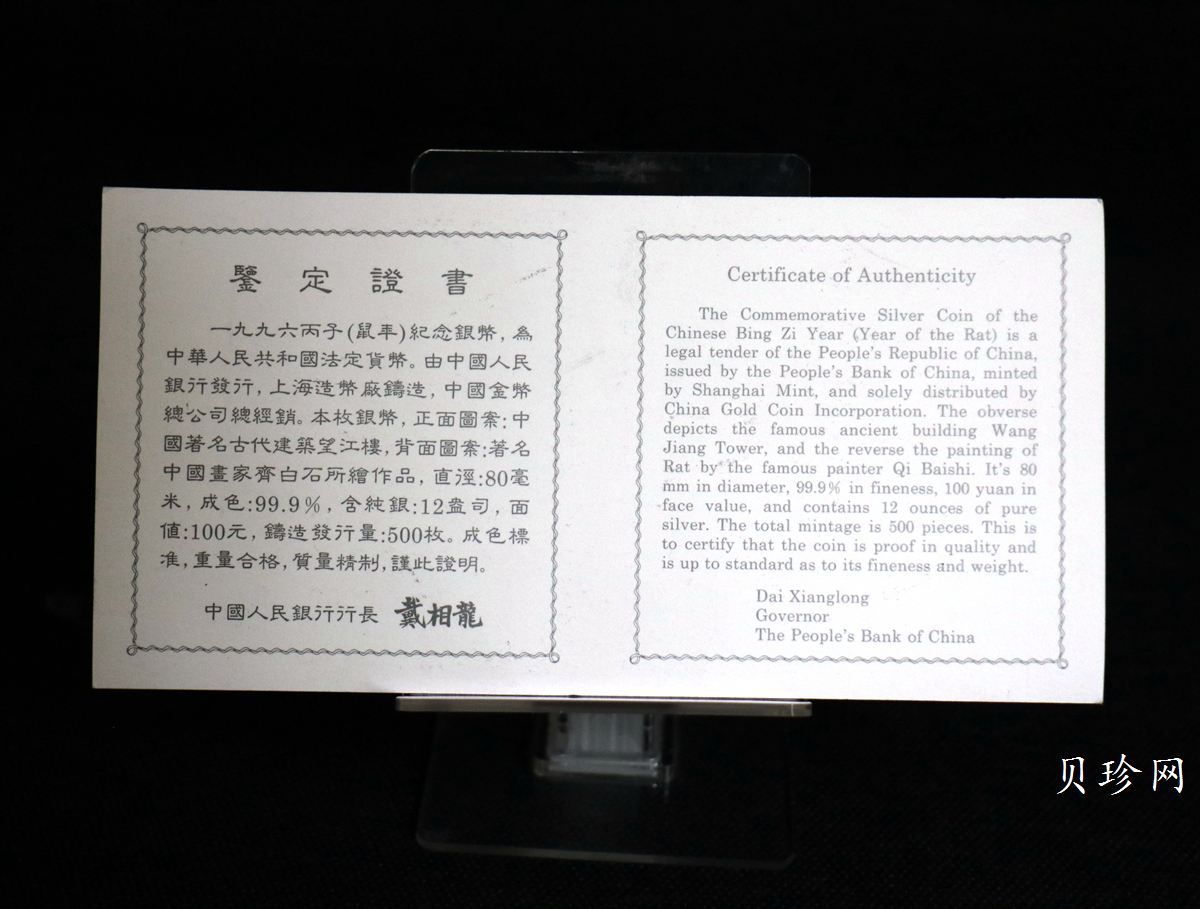 鑒定證書
一九九六丙子(鼠年)紀念銀幣，為
中華人民共和國法定貨幣。由中國人民
銀行發行，上海造幣廠鑄造，中國金幣
總公司總經銷。本枚銀幣，正面圖案:中
國著名古代建築望江樓，背面圖案:著名
中國畫家齊白石所繪作品，直徑:80毫
米，成色:99.9%，含純銀:12盎司，面
值:100元，鑄造發行量:500枚。成色標
准，重量合格，質量精制，謹此證明。
中國人民銀行行長 戴相龍
Certificate of Authenticity
The Commemorative Silver Coin of the
Chinese Bing Zi Year (Year of the Rat) is a
legal tender of the People's Republic of China,
issued by the People's Bank of China, minted
by Shanghai Mint, and solely distributed by
China Gold Coin Incorporation. The obverse
depicts the famous ancient building Wang
Jiang Tower, and the reverse the painting of
Rat by the famous painter Qi Baishi. It's 80
mm in diameter, 99.9% in fineness, 100 yuan in
face value, and contains 12 ounces of pure
silver. The total mintage is 500 pieces. This is
to certify that the coin is proof in quality and
is up to standard as to its fineness and weight.
Dai Xianglong
Governor
The People's Bank of China
贝珍网